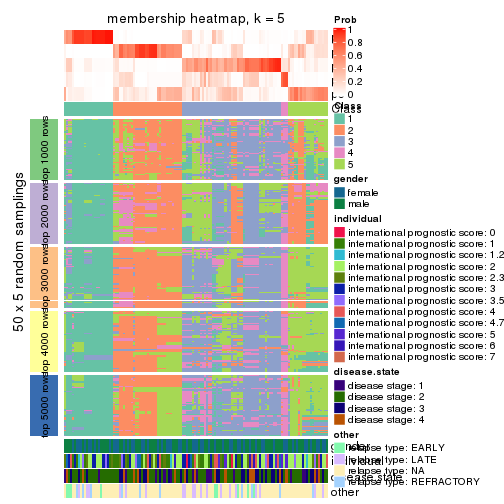 membership heatmap, k = 5
50 x 5 random samplings
top 1000 rows
top 2000 rows
top 3000 rows
top 4000 rows
top 5000 rows
Class
gender
individual
disease.state
other
Prob
1
0.8
0.6
0.4
0.2
0
Class
1
2
3
4
5
gender
female
male
individual
international prognostic score: 0
international prognostic score: 1
international prognostic score: 1.2
international prognostic score: 2
international prognostic score: 2.3
international prognostic score: 3
international prognostic score: 3.5
international prognostic score: 4
international prognostic score: 4.7
international prognostic score: 5
international prognostic score: 6
international prognostic score: 7
disease.state
disease stage: 1
disease stage: 2
disease stage: 3
disease stage: 4
other
relapse type: EARLY
relapse type: LATE
relapse type: NA
relapse type: REFRACTORY